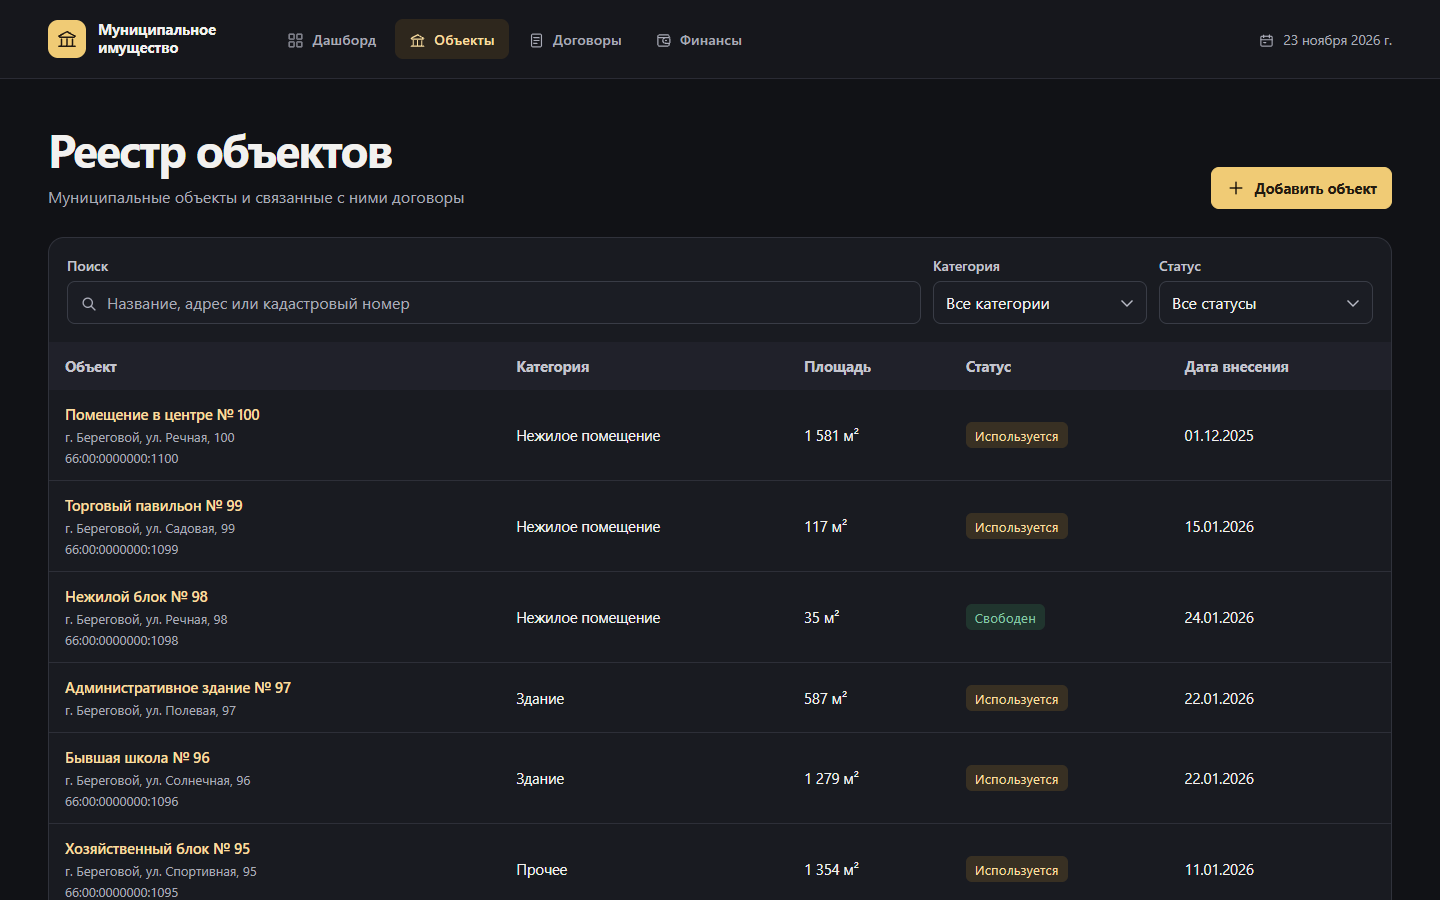 Муниципальное
имущество
Дашборд
Объекты
Договоры
Финансы
23 ноября 2026 г.
Реестр объектов
Муниципальные объекты и связанные с ними договоры
Добавить объект
Поиск
Категория
Статус
Название, адрес или кадастровый номер
Все категории
Все статусы
Объект Категория Площадь Статус Дата внесения
Помещение в центре № 100
г. Береговой, ул. Речная, 100
66:00:0000000:1100
Нежилое помещение 1 581 м² Используется 01.12.2025
Торговый павильон № 99
г. Береговой, ул. Садовая, 99
66:00:0000000:1099
Нежилое помещение 117 м² Используется 15.01.2026
Нежилой блок № 98
г. Береговой, ул. Речная, 98
66:00:0000000:1098
Нежилое помещение 35 м² Свободен 24.01.2026
Административное здание № 97
г. Береговой, ул. Полевая, 97
Здание 587 м² Используется 22.01.2026
Бывшая школа № 96
г. Береговой, ул. Солнечная, 96
66:00:0000000:1096
Здание 1 279 м² Используется 22.01.2026
Хозяйственный блок № 95
г. Береговой, ул. Спортивная, 95
66:00:0000000:1095
Прочее 1 354 м² Используется 11.01.2026